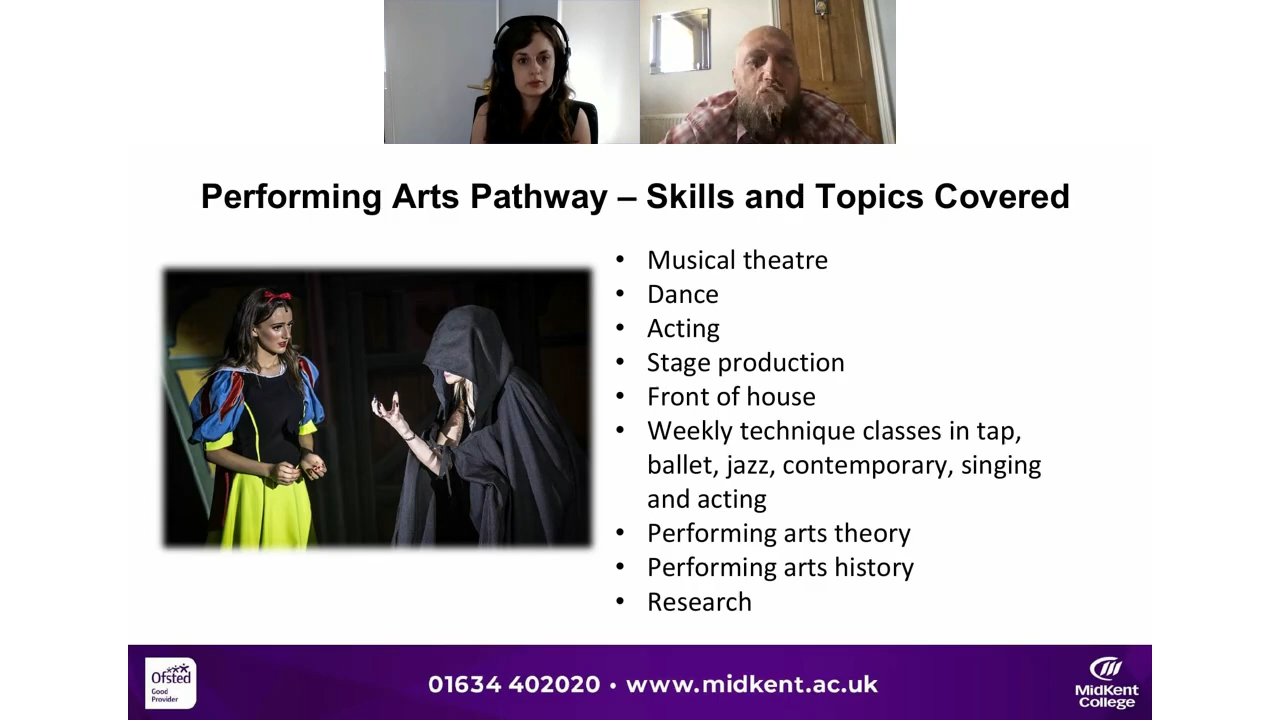 Performing Arts Pathway – Skills and Topics Covered
• Musical theatre
• Dance
• Acting
• Stage production
• Front of house
• Weekly technique classes in tap,
ballet, jazz, contemporary, singing
and acting
• Performing arts theory
• Performing arts history
• Research
Ofsted
Good
Provider
01634 402020 • www.midkent.ac.uk
MIDKENT
COLLEGE